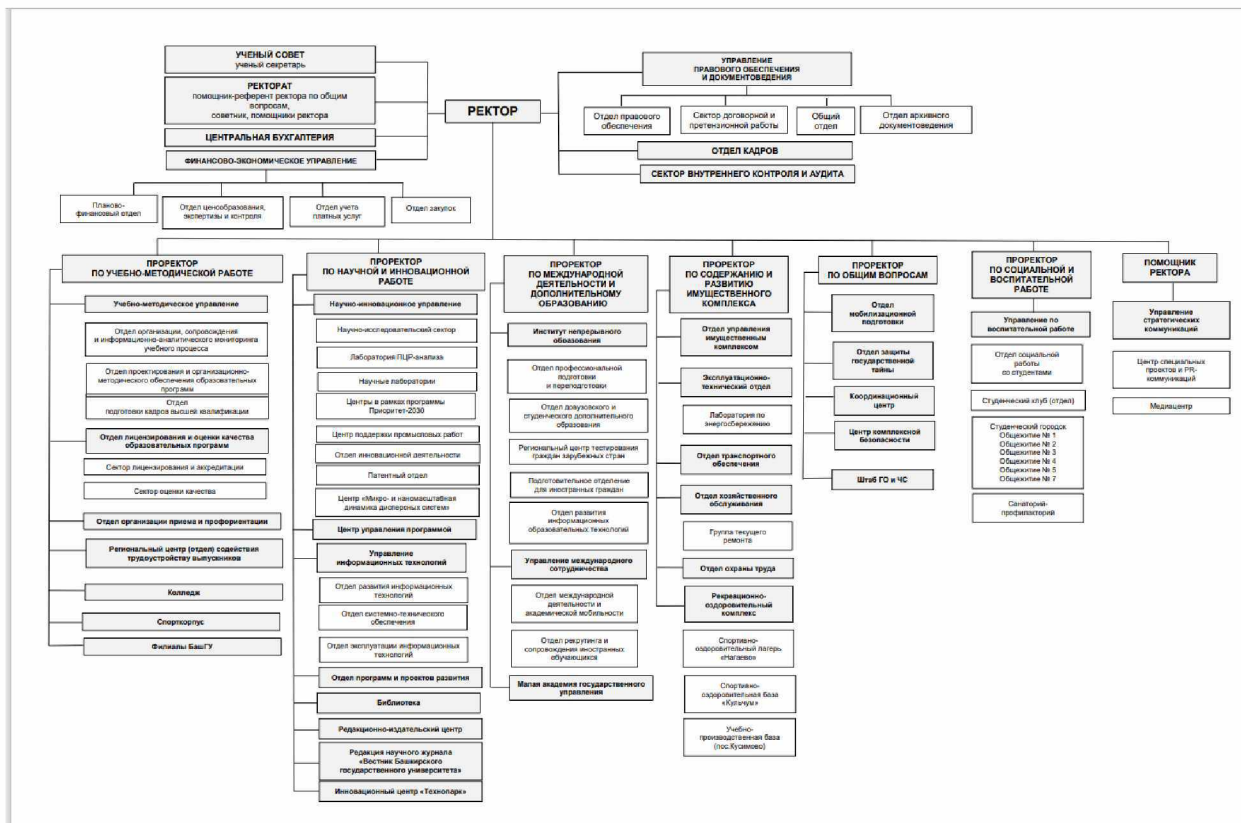 УЧЕНЫЙ СОВЕТ
ученый секретарь
РЕКТОРАТ
помощник-референт ректора по общим
вопросам,
советник, помощники ректора
ЦЕНТРАЛЬНАЯ БУХГАЛТЕРИЯ
ФИНАНСОВО-ЭКОНОМИЧЕСКОЕ УПРАВЛЕНИЕ
Планово-
финансовый отдел
Отдел ценообразования,
экспертизы и контроля
Отдел учета
платных услуг
Отдел закупок
РЕКТОР
УПРАВЛЕНИЕ
ПРАВОВОГО ОБЕСПЕЧЕНИЯ
И ДОКУМЕНТОВЕДЕНИЯ
Отдел правового
обеспечения
Сектор договорной и
претензионной работы
Общий
отдел
Отдел архивного
документоведения
ОТДЕЛ КАДРОВ
СЕКТОР ВНУТРЕННЕГО КОНТРОЛЯ И АУДИТА
ПРОРЕКТОР
ПО УЧЕБНО-МЕТОДИЧЕСКОЙ РАБОТЕ
Учебно-методическое управление
Отдел организации, сопровождения
и информационно-аналитического мониторинга
учебного процесса
Отдел проектирования и организационно-
методического обеспечения образовательных
программ
Отдел
подготовки кадров высшей квалификации
Отдел лицензирования и оценки качества
образовательных программ
Сектор лицензирования и аккредитации
Сектор оценки качества
Отдел организации приема и профориентации
Региональный центр (отдел) содействия
трудоустройству выпускников
Колледж
Спорткорпус
Филиалы БашГУ
ПРОРЕКТОР
ПО НАУЧНОЙ И ИННОВАЦИОННОЙ
РАБОТЕ
Научно-инновационное управление
Научно-исследовательский сектор
Лаборатория ПЦР-анализа
Научные лаборатории
Центры в рамках программы
Приоритет-2030
Центр поддержки промысловых работ
Отдел инновационной деятельности
Патентный отдел
Центр «Микро- и наномасштабная
динамика дисперсных систем»
Центр управления программой
Управление
информационных технологий
Отдел развития информационных
технологий
Отдел системно-технического
обеспечения
Отдел эксплуатации информационных
технологий
Отдел программ и проектов развития
Библиотека
Редакционно-издательский центр
Редакция научного журнала
«Вестник Башкирского
государственного университета»
Инновационный центр «Технопарк»
ПРОРЕКТОР
ПО МЕЖДУНАРОДНОЙ
ДЕЯТЕЛЬНОСТИ И
ДОПОЛНИТЕЛЬНОМУ
ОБРАЗОВАНИЮ
Институт непрерывного
образования
Отдел профессиональной
подготовки
и переподготовки
Отдел довузовского и
студенческого дополнительного
образования
Региональный центр тестирования
граждан зарубежных стран
Подготовительное отделение
для иностранных граждан
Отдел развития
информационных
образовательных технологий
Управление международного
сотрудничества
Отдел международной
деятельности и
академической мобильности
Отдел рекрутинга и
сопровождения иностранных
обучающихся
Малая академия государственного
управления
ПРОРЕКТОР
ПО СОДЕРЖАНИЮ И
РАЗВИТИЮ
ИМУЩЕСТВЕННОГО
КОМПЛЕКСА
Отдел управления
имущественным
комплексом
Эксплуатационно-
технический отдел
Лаборатория по
энергосбережению
Отдел транспортного
обеспечения
Отдел хозяйственного
обслуживания
Группа текущего
ремонта
Отдел охраны труда
Рекреационно-
оздоровительный
комплекс
Спортивно-
оздоровительный лагерь
«Нагаево»
Спортивно-
оздоровительная база
«Кульчум»
Учебно-
производственная база
(пос.Кусимово)
ПРОРЕКТОР
ПО ОБЩИМ ВОПРОСАМ
Отдел
мобилизационной
подготовки
Отдел защиты
государственной
тайны
Координационный
центр
Центр комплексной
безопасности
Штаб ГО и ЧС
ПРОРЕКТОР
ПО СОЦИАЛЬНОЙ И
ВОСПИТАТЕЛЬНОЙ
РАБОТЕ
Управление по
воспитательной работе
Отдел социальной
работы
со студентами
Студенческий клуб (отдел)
Студенческий городок
Общежитие № 1
Общежитие № 2
Общежитие № 3
Общежитие № 4
Общежитие № 5
Общежитие № 7
Санаторий-
профилакторий
ПОМОЩНИК
РЕКТОРА
Управление
стратегических
коммуникаций
Центр специальных
проектов и PR-
коммуникаций
Медиацентр